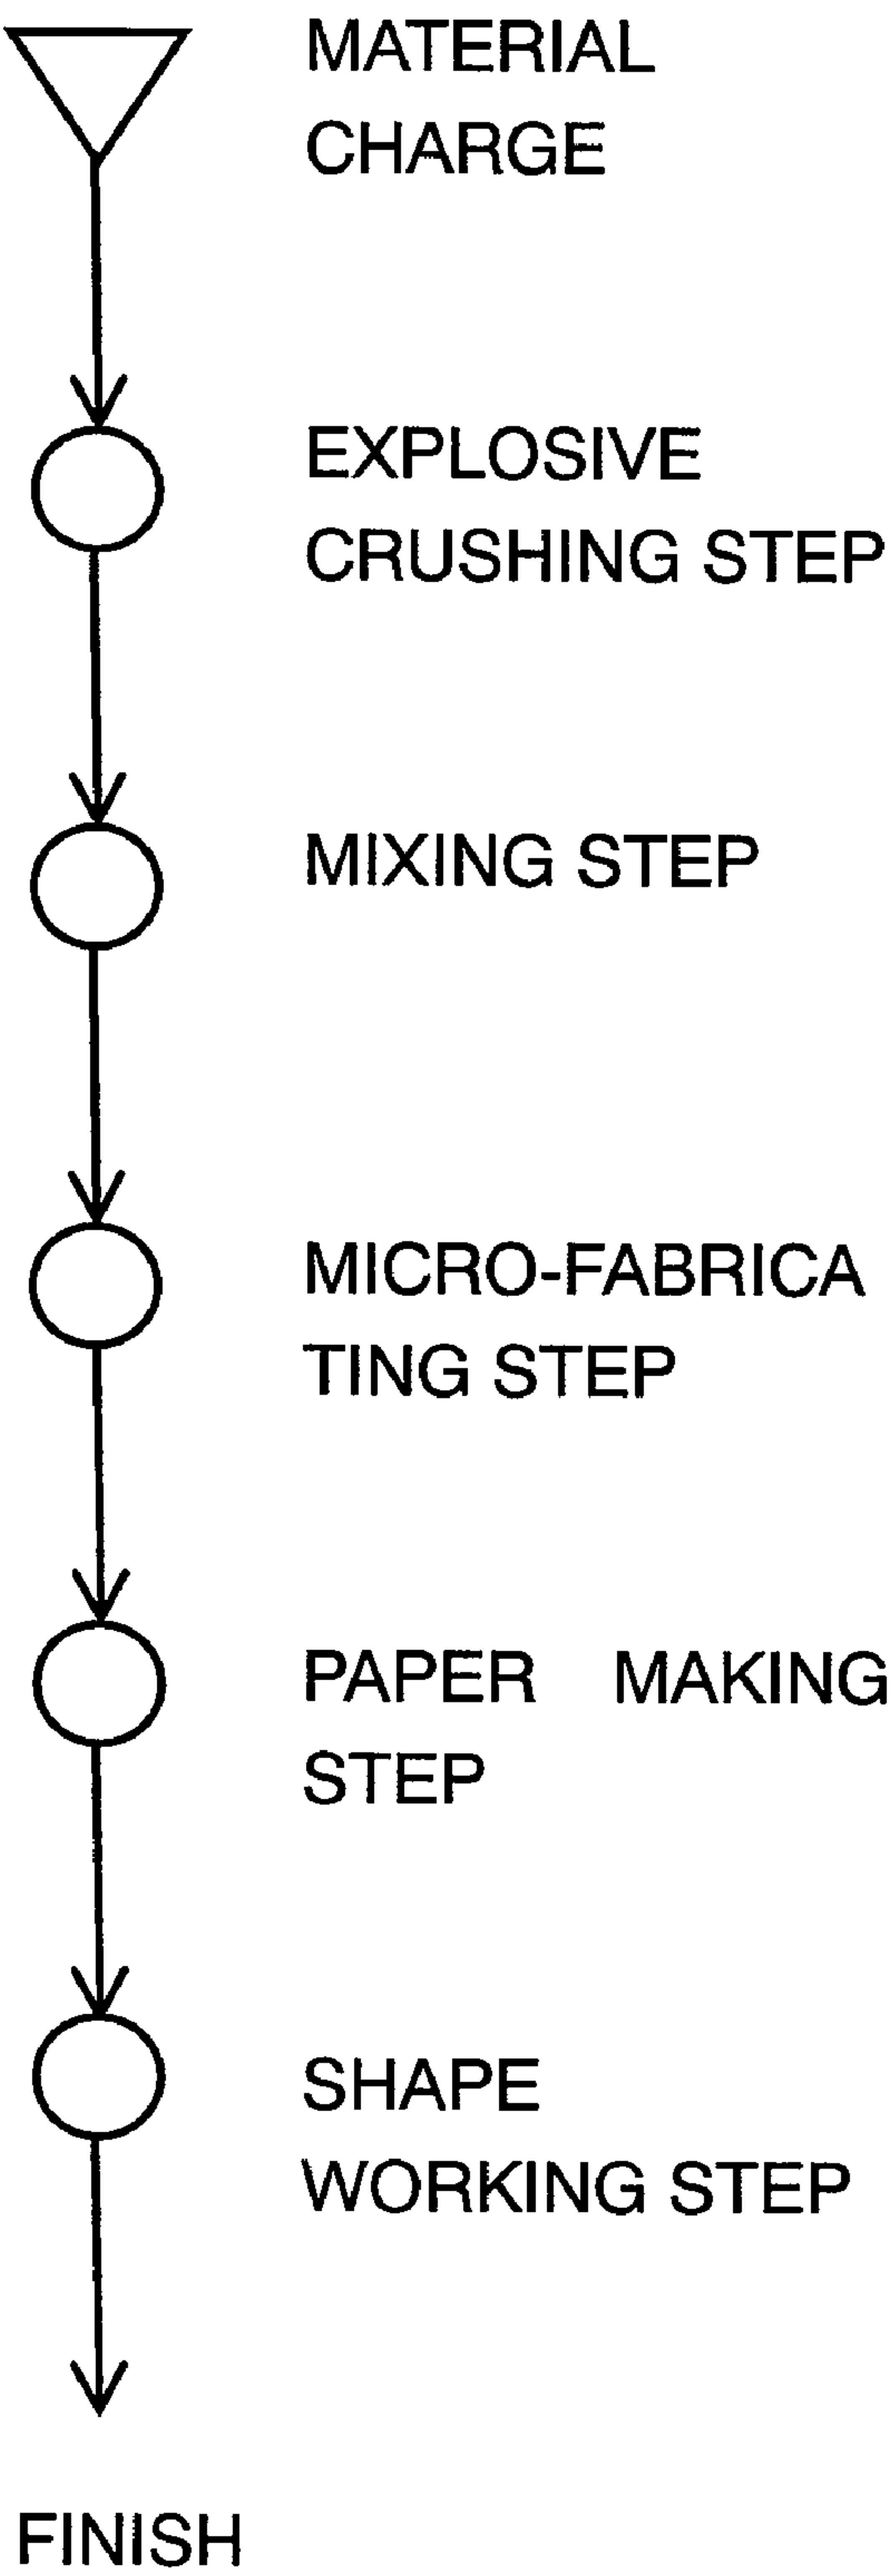 MATERIAL
CHARGE
EXPLOSIVE
CRUSHING STEP
MIXING STEP
MICRO-FABRICA
TING STEP
PAPER MAKING
STEP
SHAPE
WORKING STEP
FINISH